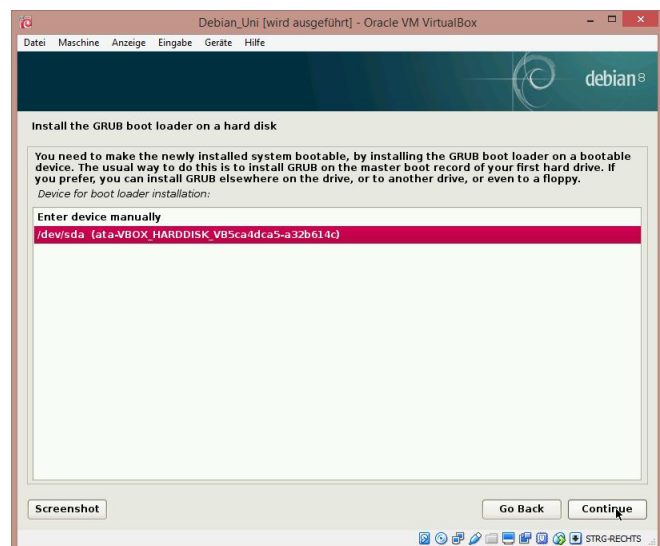 Debian_Uni [wird ausgeführt] - Oracle VM VirtualBox
Datei Maschine Anzeige Eingabe Geräte Hilfe
debian 8
Install the GRUB boot loader on a hard disk
You need to make the newly installed system bootable, by installing the GRUB boot loader on a bootable
device. The usual way to do this is to install GRUB on the master boot record of your first hard drive. If
you prefer, you can install GRUB elsewhere on the drive, or to another drive, or even to a floppy.
Device for boot loader installation:
Enter device manually
/dev/sda (ata-VBOX_HARDDISK_VB5ca4dca5-a32b614c)
Screenshot
Go Back
Continue
STRG-RECHTS